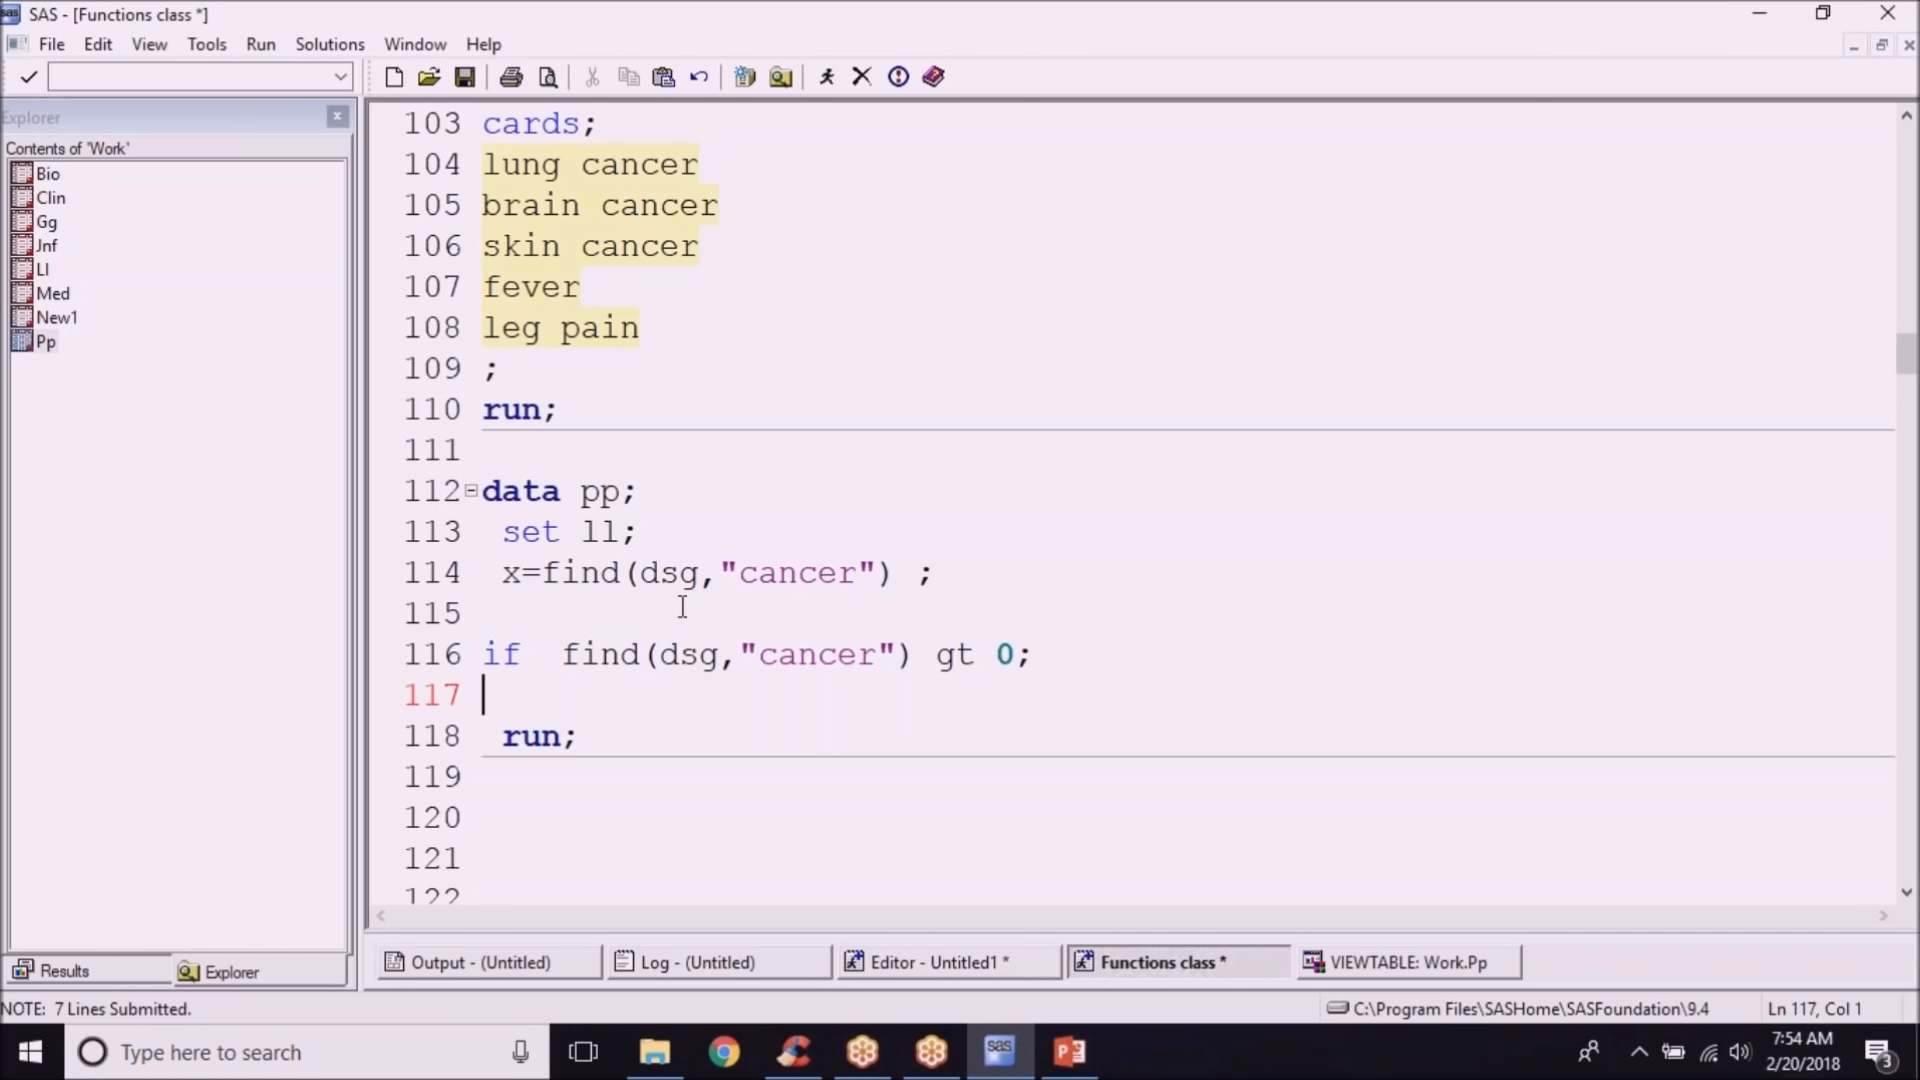 sas SAS - [Functions class *]
File Edit View Tools Run Solutions Window Help
Explorer
Contents of 'Work'
Bio
Clin
Gg
Jnf
Ll
Med
New1
Pp
103 cards;
104 lung cancer
105 brain cancer
106 skin cancer
107 fever
108 leg pain
109 ;
110 run;
111
112 data pp;
113 set ll;
114 x=find(dsg,"cancer") ;
115
116 if find(dsg,"cancer") gt 0;
117
118 run;
119
120
121
122
Results Explorer
Output - (Untitled) Log - (Untitled) Editor - Untitled1 * Functions class * VIEWTABLE: Work.Pp
NOTE: 7 Lines Submitted. C:\Program Files\SASHome\SASFoundation\9.4 Ln 117, Col 1
Type here to search sas 7:54 AM
2/20/2018 3